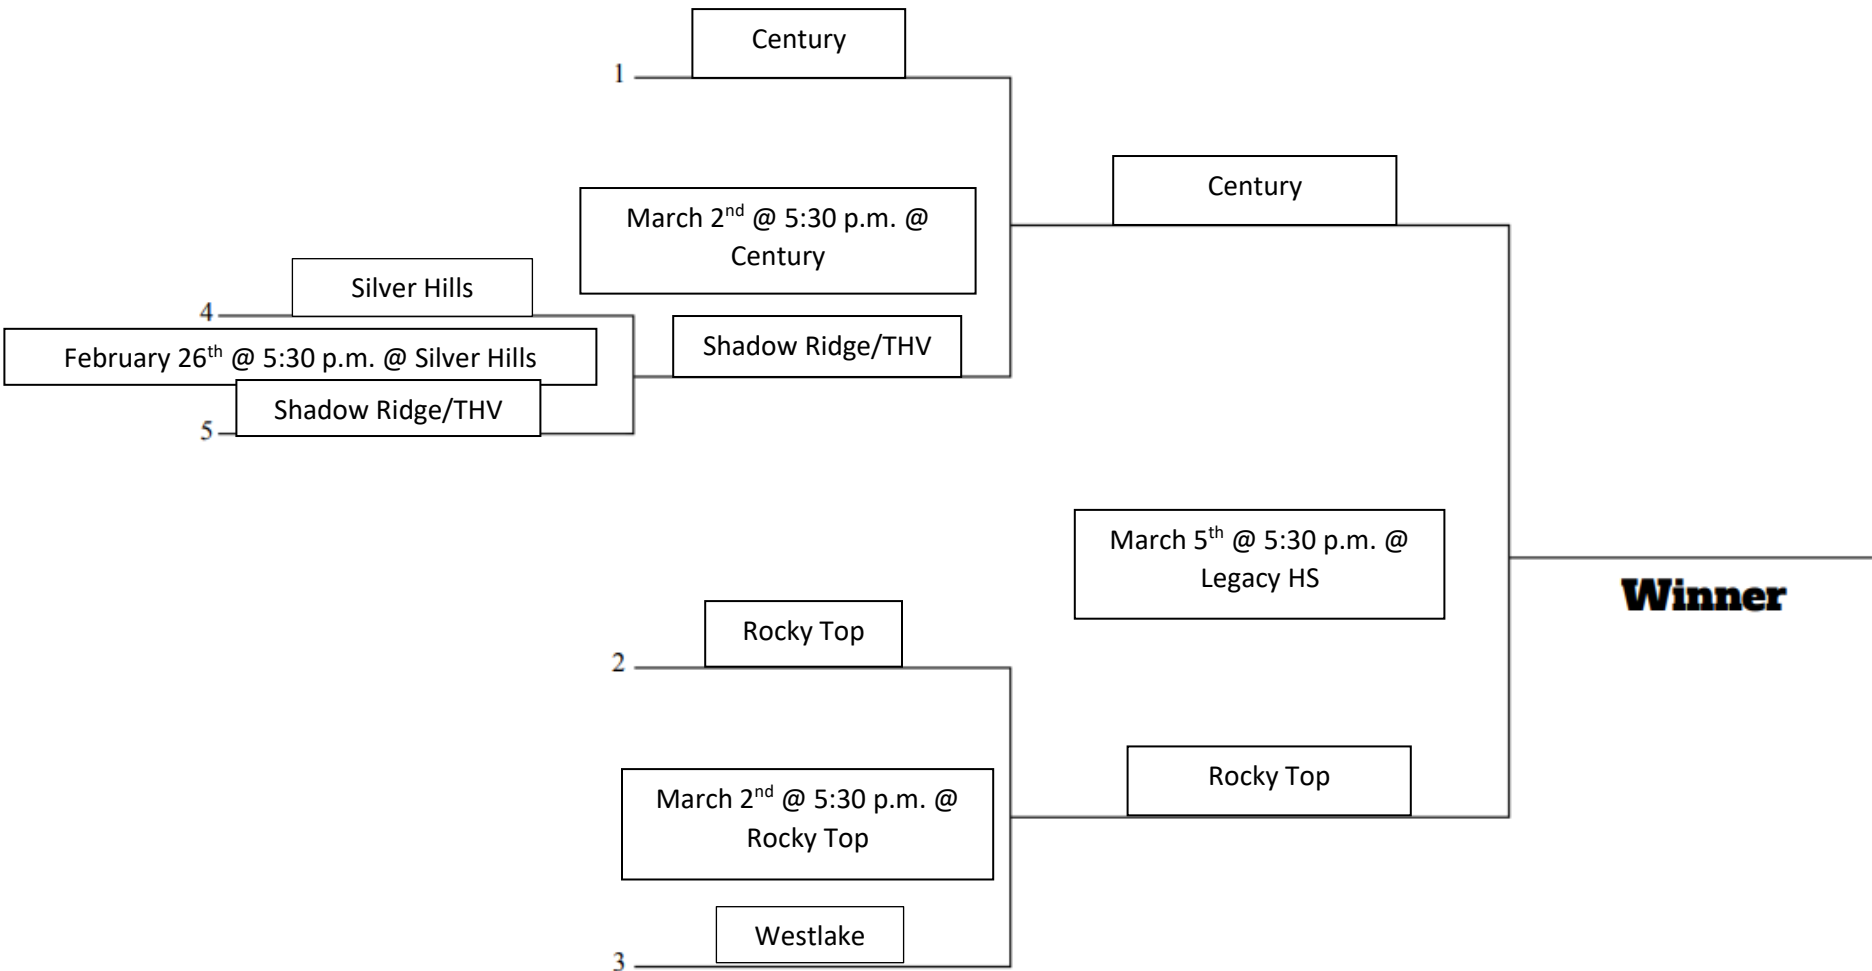 Century
1
Century
March 2nd @ 5:30 p.m. @
Century
Silver Hills
4
Shadow Ridge/THV
February 26th @ 5:30 p.m. @ Silver Hills
Shadow Ridge/THV
5
March 5th @ 5:30 p.m. @
Legacy HS
Winner
Rocky Top
2
Rocky Top
March 2nd @ 5:30 p.m. @
Rocky Top
Westlake
3